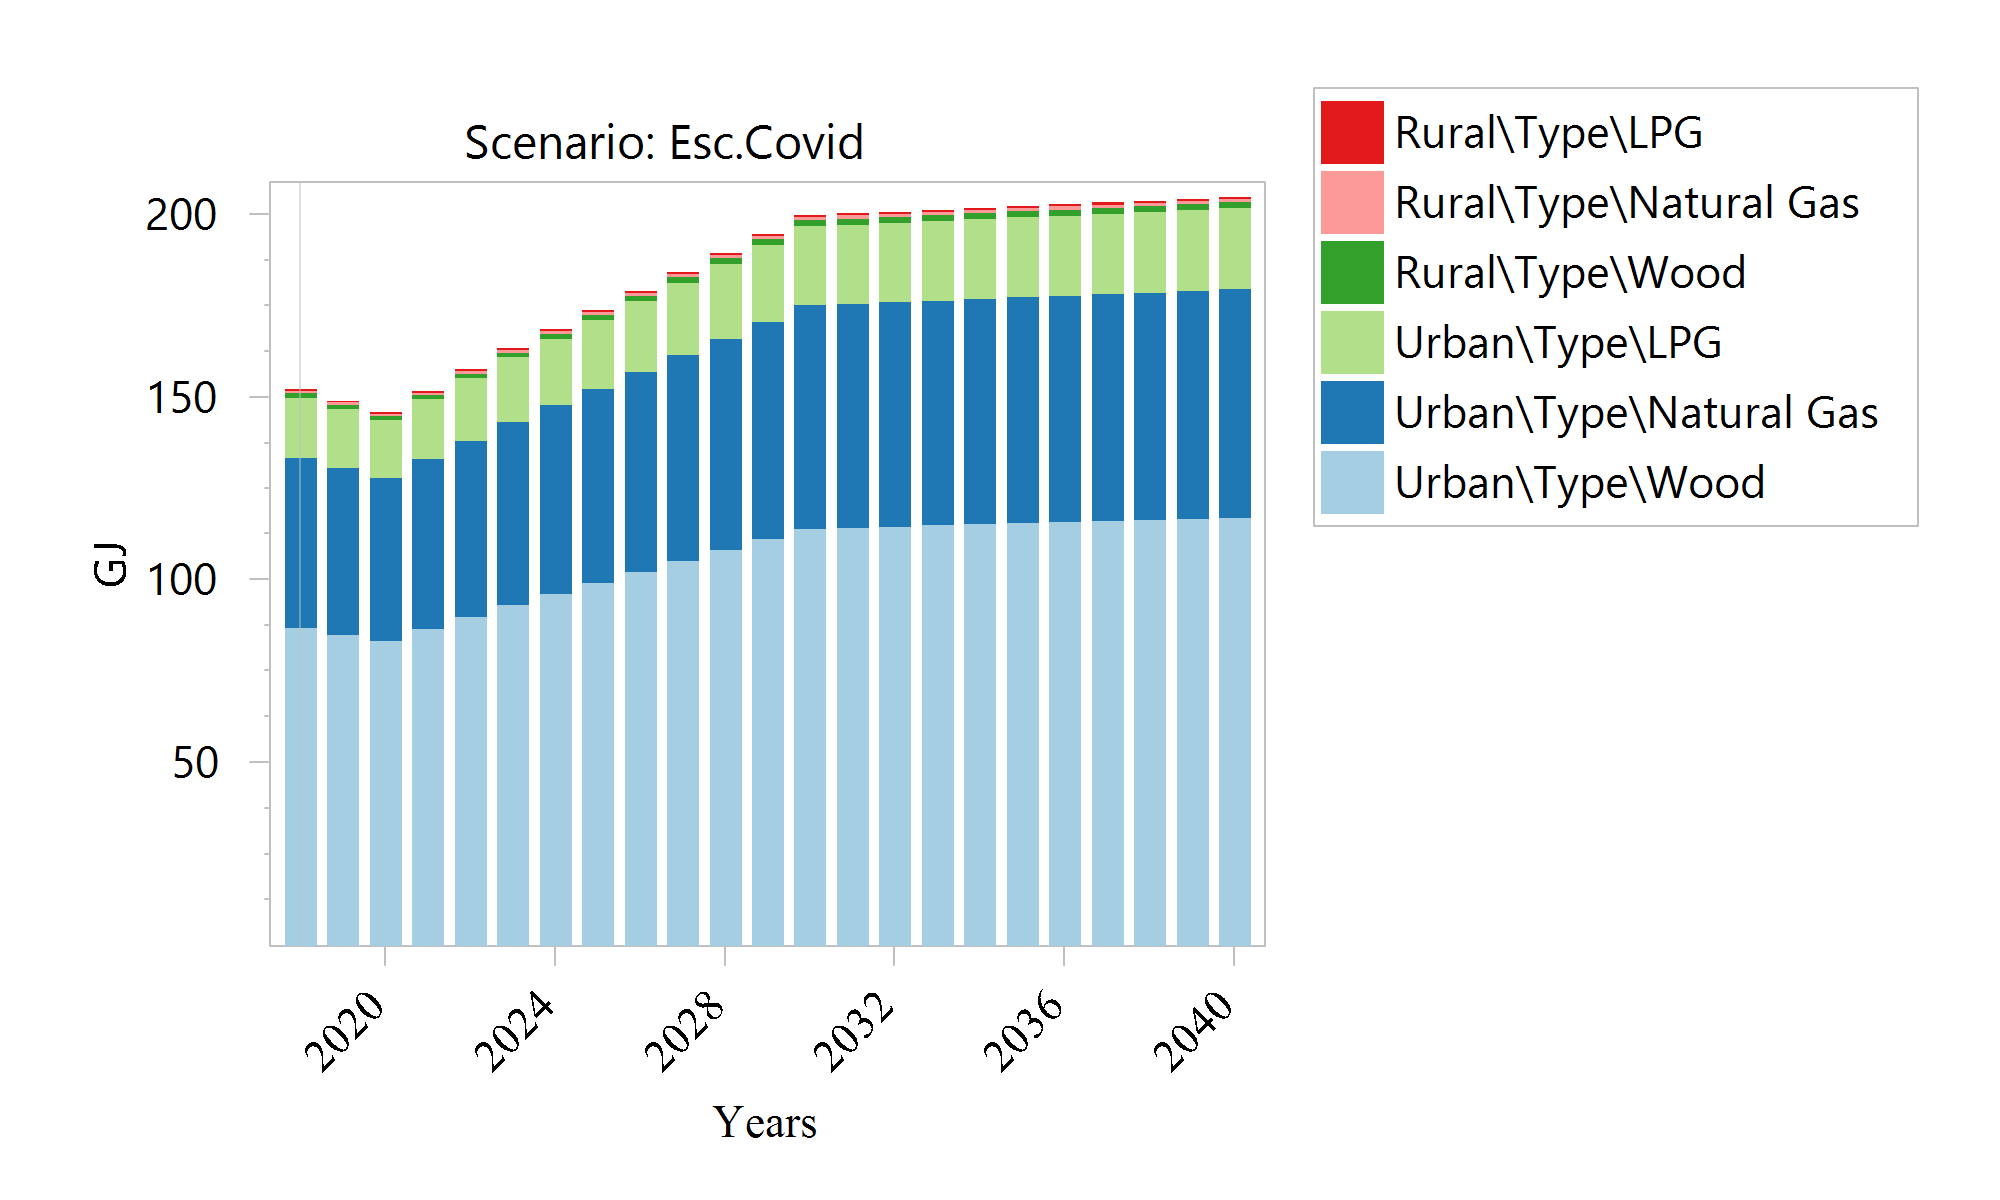 Scenario: Esc.Covid
Rural\Type\LPG
Rural\Type\Natural Gas
Rural\Type\Wood
Urban\Type\LPG
Urban\Type\Natural Gas
Urban\Type\Wood
200
150
100
50
GJ
2020
2024
2028
2032
2036
2040
Years